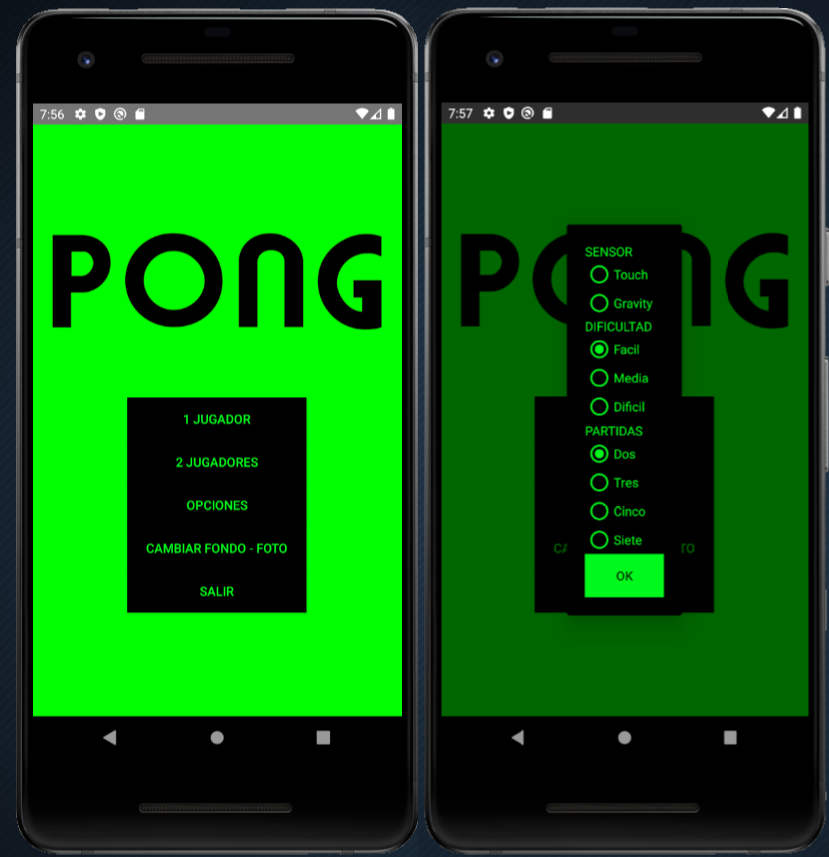 7:56
PONG
1 JUGADOR
2 JUGADORES
OPCIONES
CAMBIAR FONDO - FOTO
SALIR
7:57
PONG
SENSOR
Touch
Gravity
DIFICULTAD
Facil
Media
Dificil
PARTIDAS
Dos
Tres
Cinco
Siete
CA TO
OK